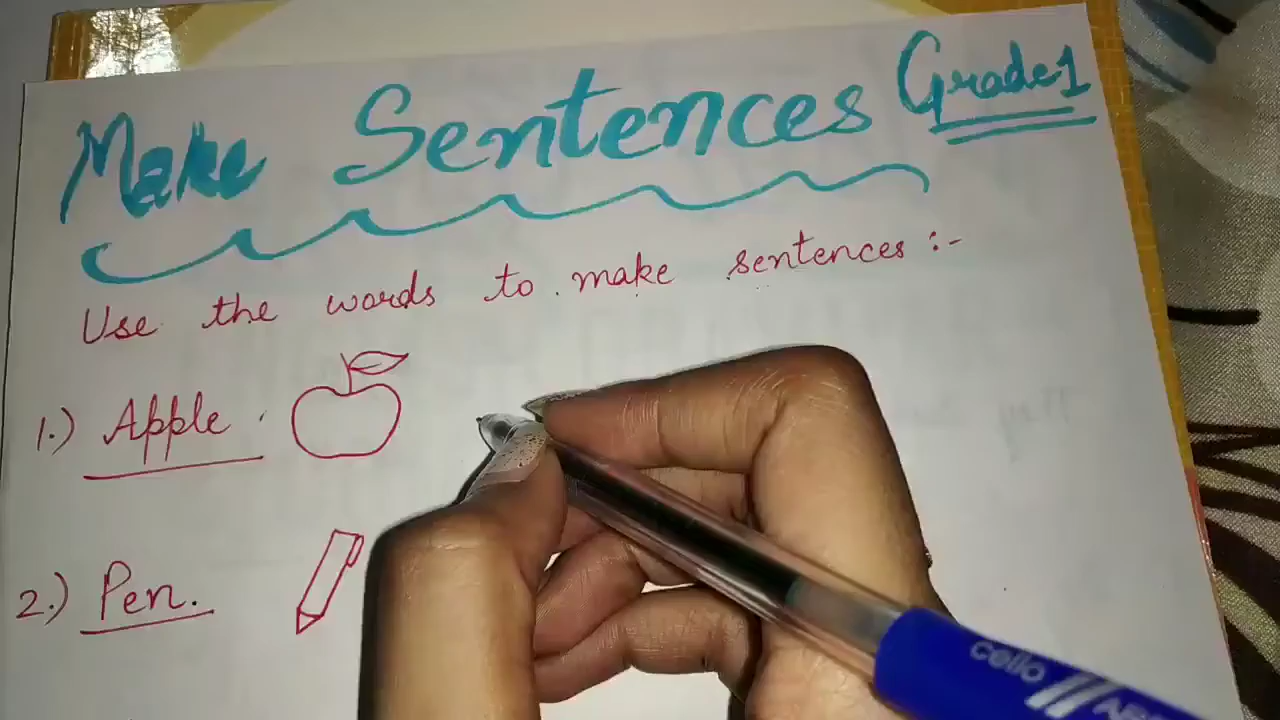 Make Sentences Grade1
Use the words to make sentences :-
1.) Apple
2.) Pen.
cello